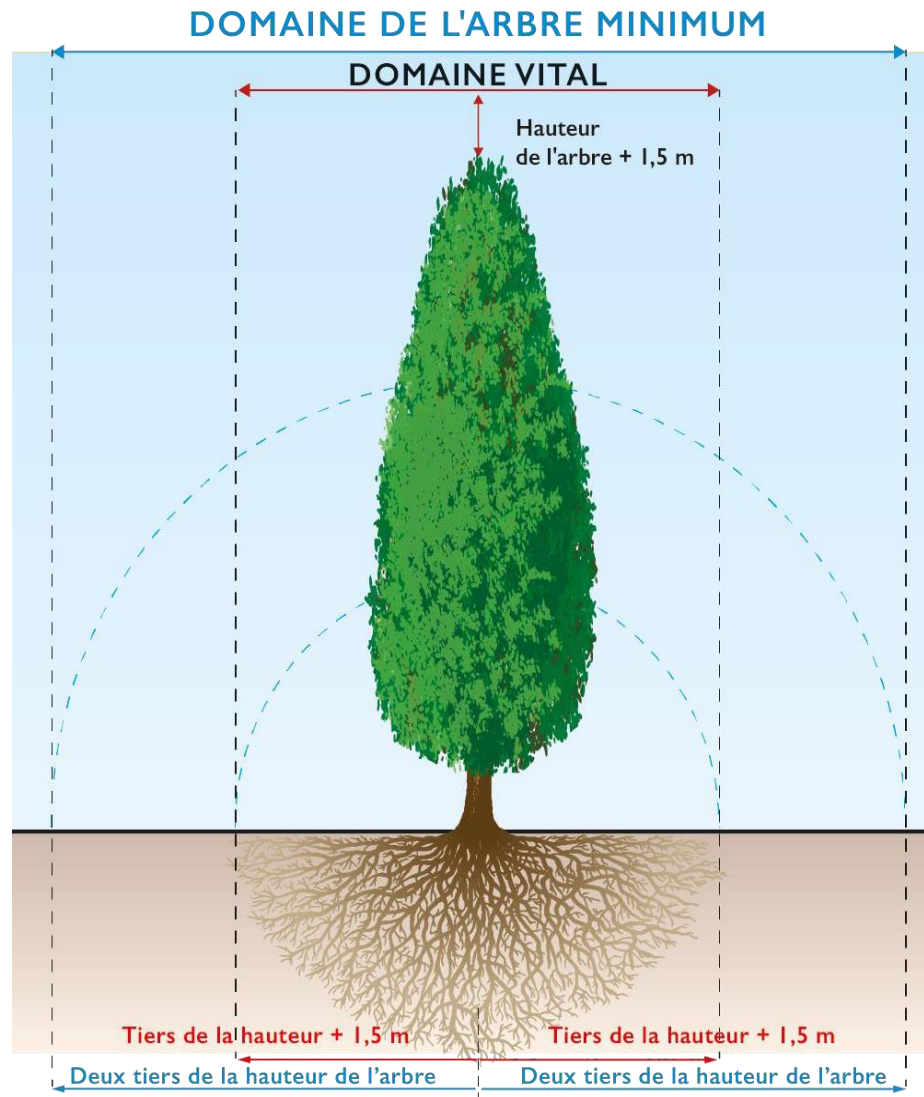 DOMAINE DE L'ARBRE MINIMUM
DOMAINE VITAL
Hauteur
de l'arbre + 1,5 m
Tiers de la hauteur + 1,5 m
Tiers de la hauteur + 1,5 m
Deux tiers de la hauteur de l’arbre
Deux tiers de la hauteur de l’arbre